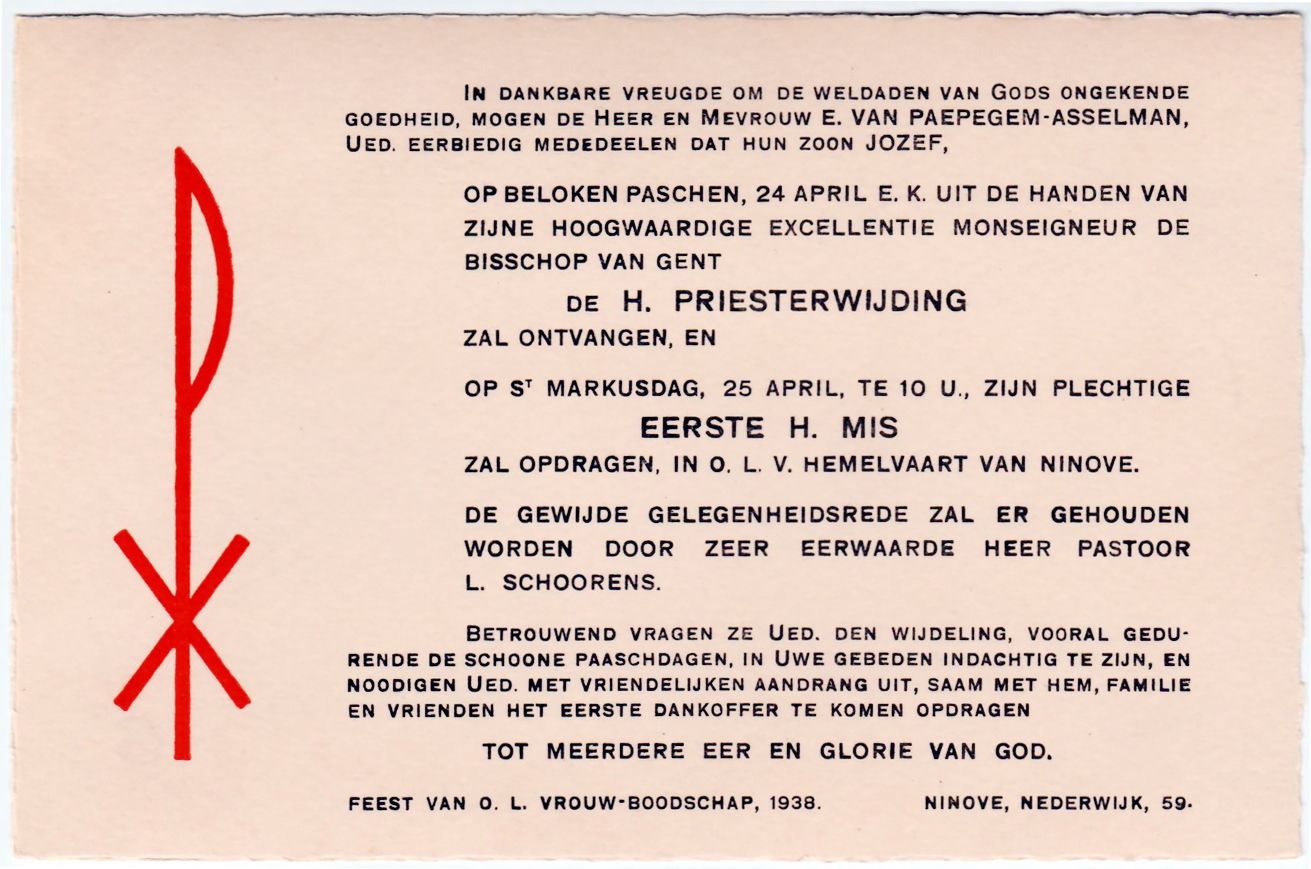 In dankbare vreugde om de weldaden van Gods ongekende
goedheid, mogen de Heer en Mevrouw E. VAN PAEPEGEM-ASSELMAN,
Ued. eerbiedig mededeelen dat hun zoon JOZEF,
OP BELOKEN PASCHEN, 24 APRIL E. K. UIT DE HANDEN VAN
ZIJNE HOOGWAARDIGE EXCELLENTIE MONSEIGNEUR DE
BISSCHOP VAN GENT
DE H. PRIESTERWIJDING
ZAL ONTVANGEN, EN
OP ST MARKUSDAG, 25 APRIL, TE 10 U., ZIJN PLECHTIGE
EERSTE H. MIS
ZAL OPDRAGEN, IN O. L. V. HEMELVAART VAN NINOVE.
DE GEWIJDE GELEGENHEIDSREDE ZAL ER GEHOUDEN
WORDEN DOOR ZEER EERWAARDE HEER PASTOOR
L. SCHOORENS.
Betrouwend vragen ze Ued. den wijdeling, vooral gedu-
rende de schoone paaschdagen, in Uwe gebeden indachtig te zijn, en
noodigen Ued. met vriendelijken aandrang uit, saam met hem, familie
en vrienden het eerste dankoffer te komen opdragen
TOT MEERDERE EER EN GLORIE VAN GOD.
FEEST VAN O. L. VROUW-BOODSCHAP, 1938. NINOVE, NEDERWIJK, 59.